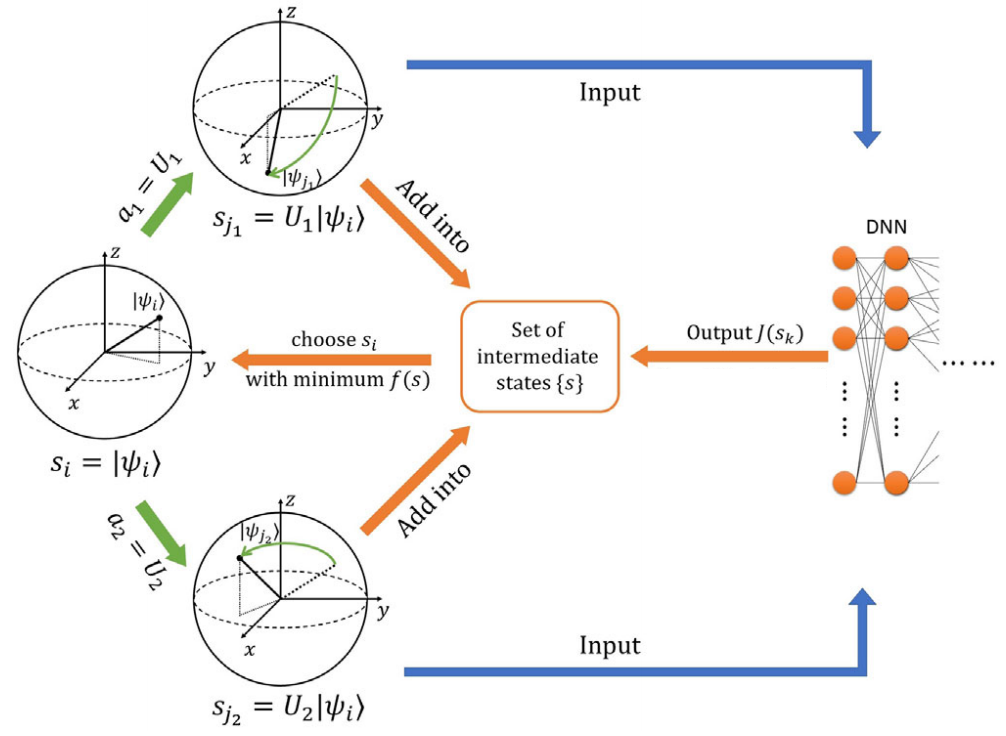 z
y
x
|ψⱼ₁⟩
sⱼ₁ = U₁|ψᵢ⟩
a₁ = U₁
Input
Add into
DNN
z
|ψᵢ⟩
y
x
sᵢ = |ψᵢ⟩
choose sᵢ
with minimum f(s)
Set of
intermediate
states {s}
Output J(sₖ)
... ...
a₂ = U₂
Add into
z
|ψⱼ₂⟩
y
x
sⱼ₂ = U₂|ψᵢ⟩
Input